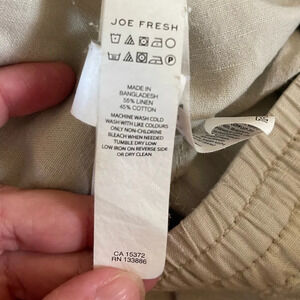 JOE FRESH
MADE IN
BANGLADESH
55% LINEN
45% COTTON
MACHINE WASH COLD
WASH WITH LIKE COLOURS
ONLY NON-CHLORINE
BLEACH WHEN NEEDED
TUMBLE DRY LOW
LOW IRON ON REVERSE SIDE
OR DRY CLEAN
CA 15372
RN 133886